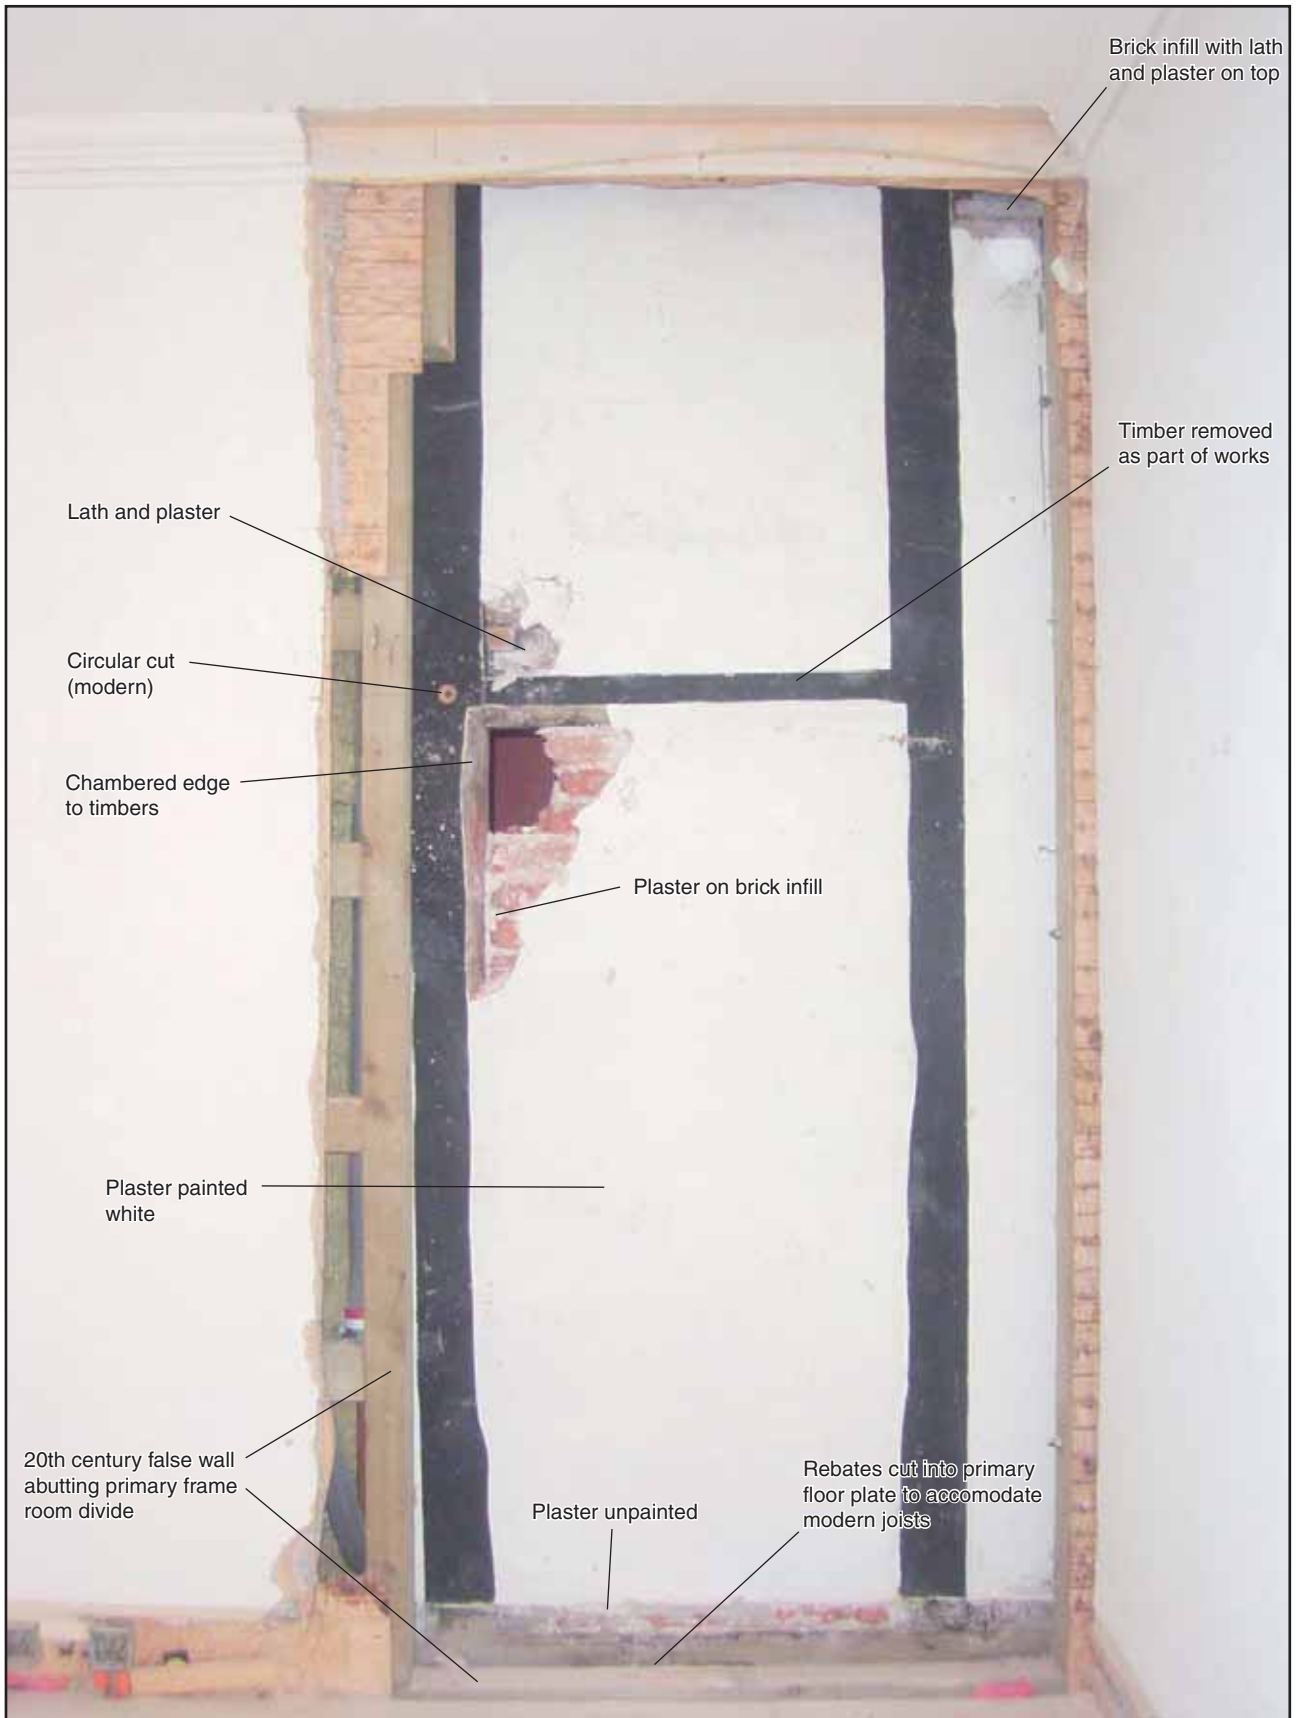 Brick infill with lath
and plaster on top
Timber removed
as part of works
Lath and plaster
Circular cut
(modern)
Chambered edge
to timbers
Plaster on brick infill
Plaster painted
white
20th century false wall
abutting primary frame
room divide
Plaster unpainted
Rebates cut into primary
floor plate to accomodate
modern joists